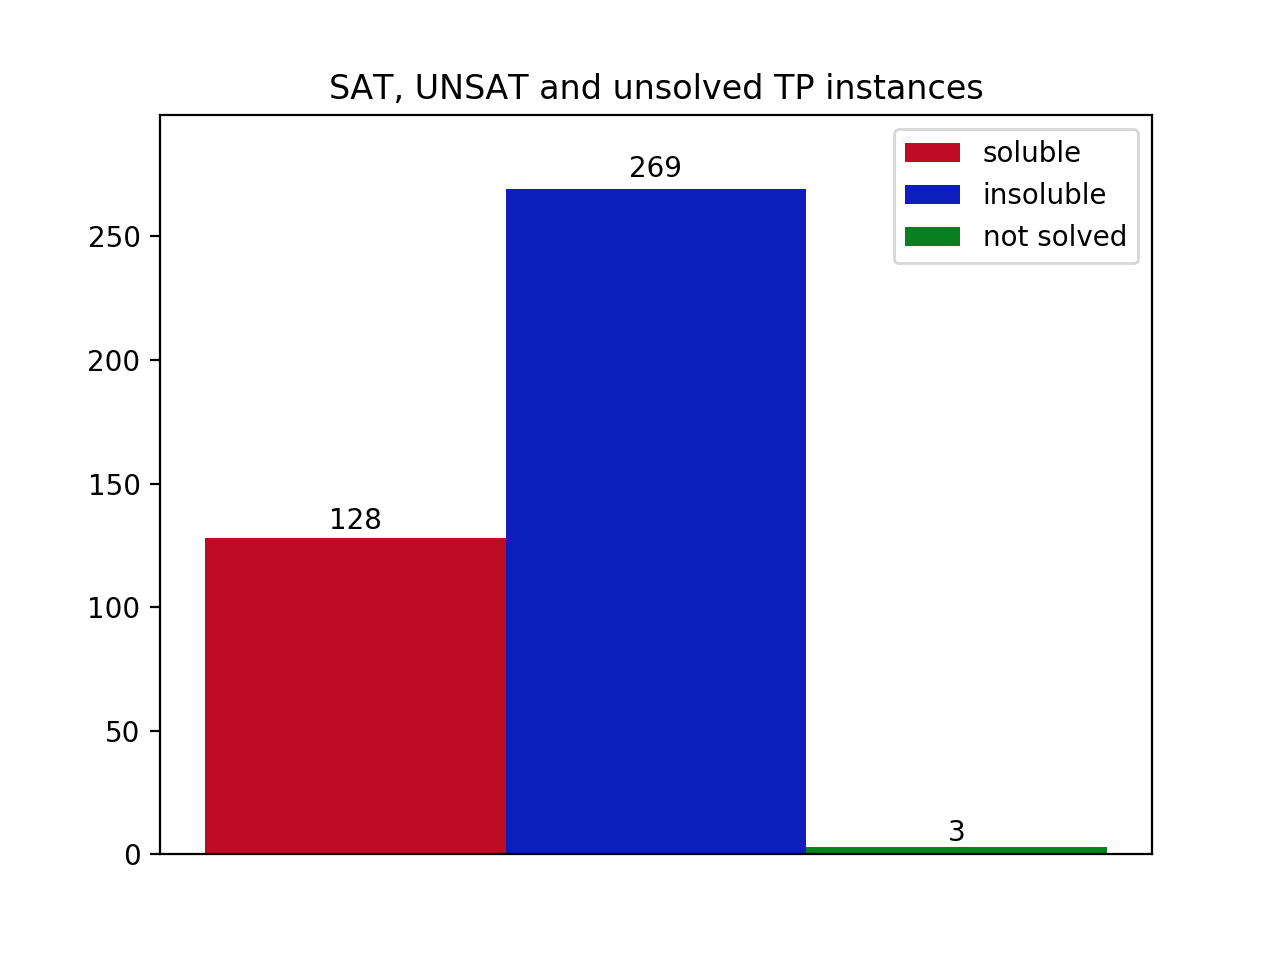 SAT, UNSAT and unsolved TP instances
soluble
insoluble
not solved
269
128
3
250
200
150
100
50
0